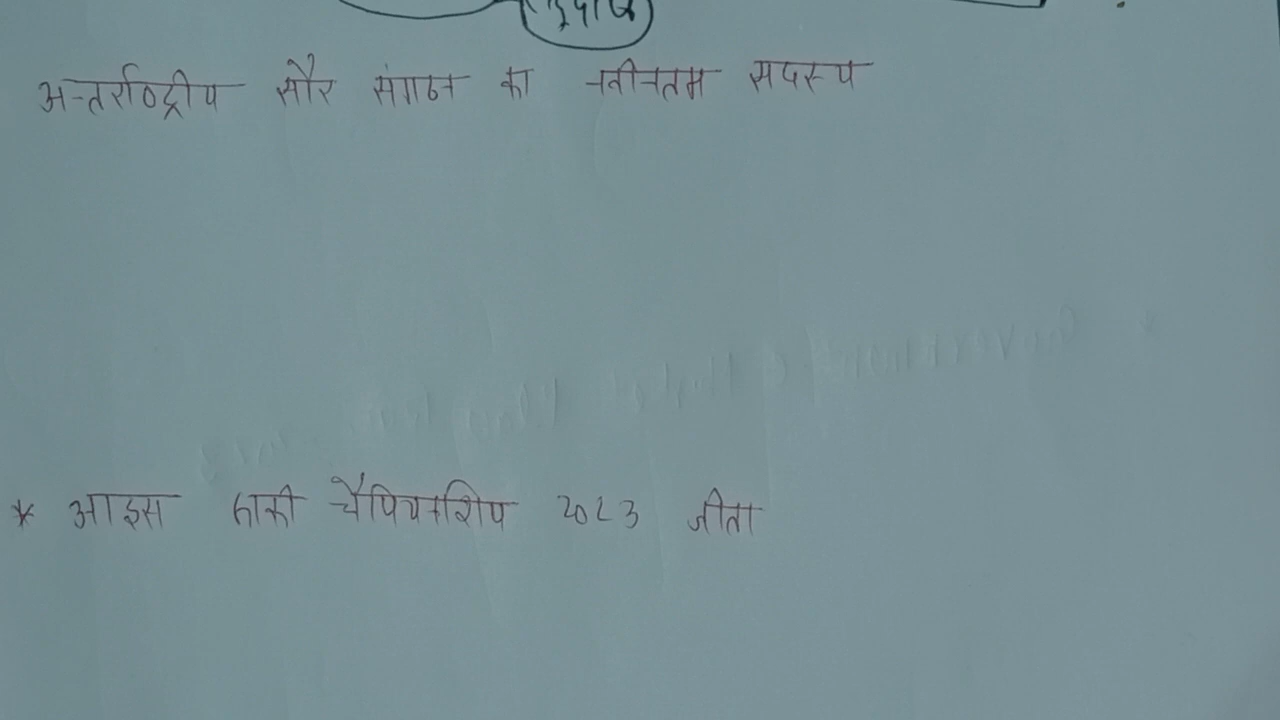 अन्तर्राष्ट्रीय सौर संगठन का नवीनतम सदस्य
* आइस हाकी चैंपियनशिप 2023 जीता